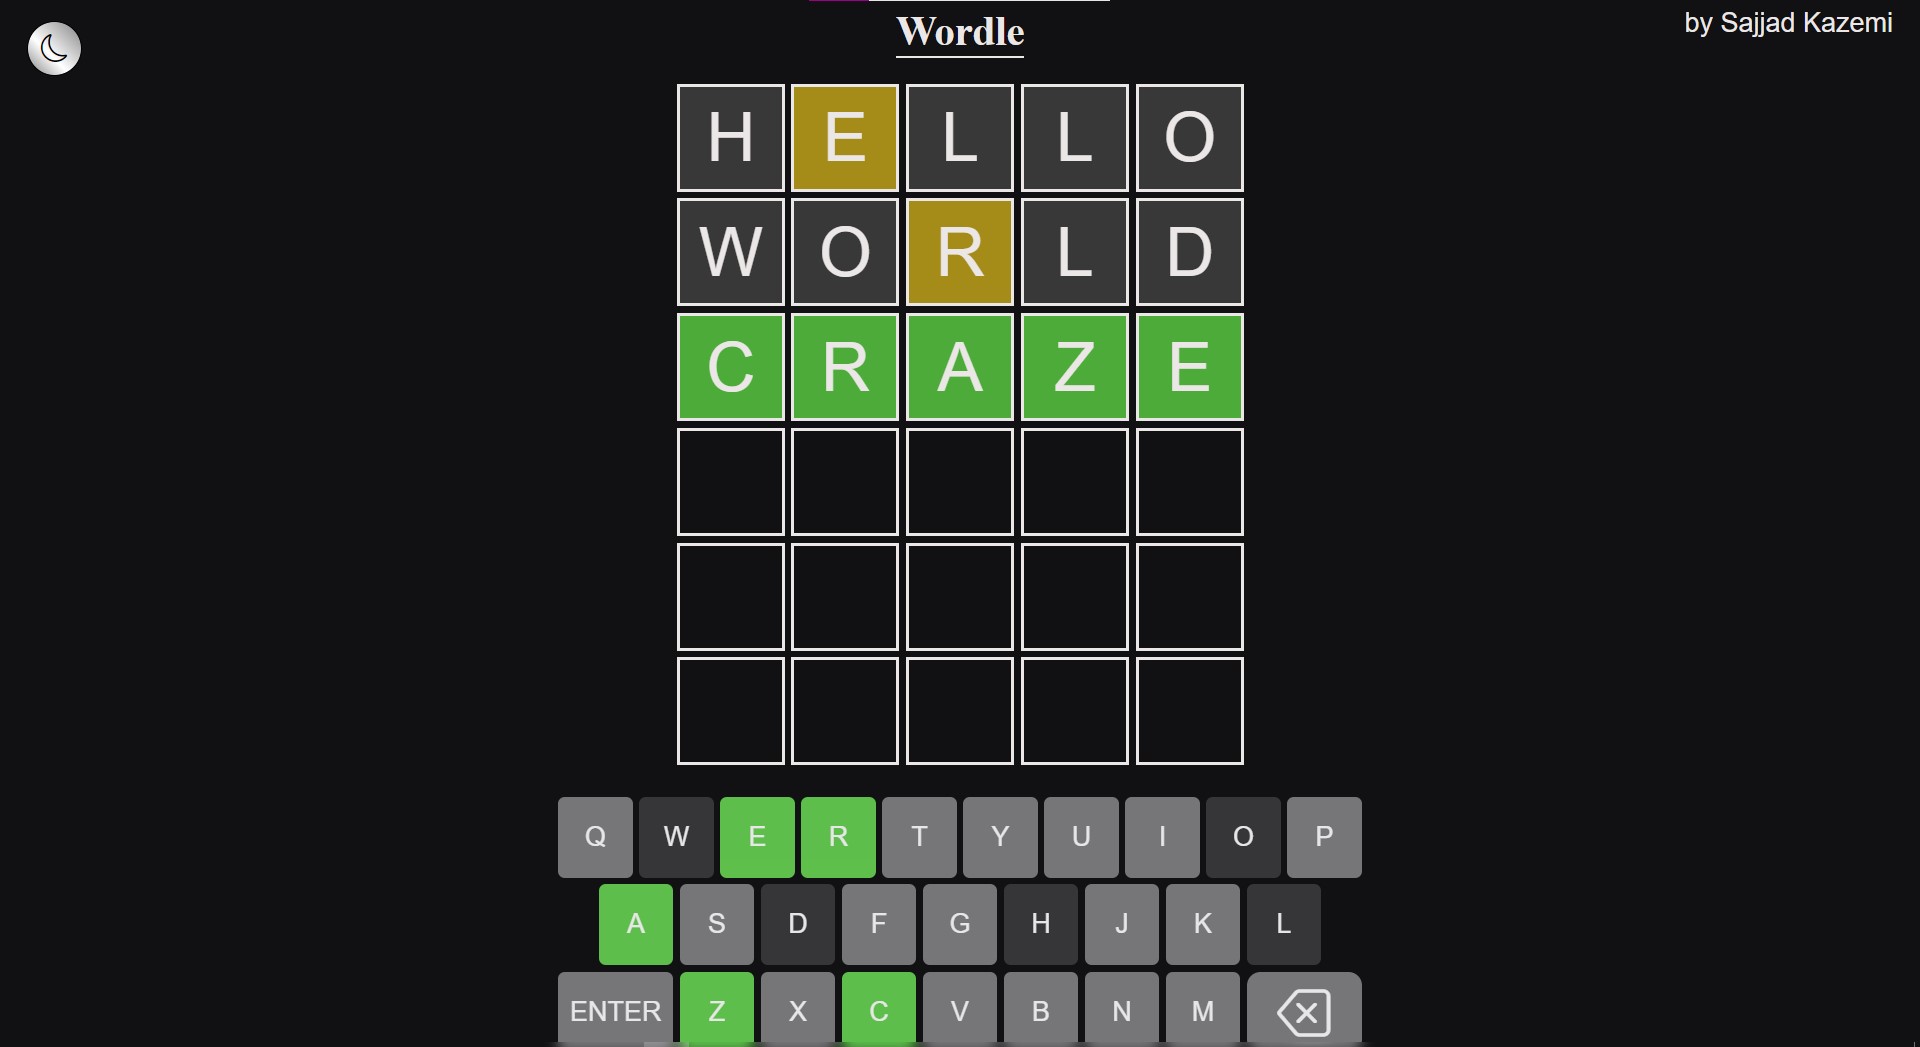 Wordle
by Sajjad Kazemi
H E L L O
W O R L D
C R A Z E
Q W E R T Y U I O P
A S D F G H J K L
ENTER Z X C V B N M